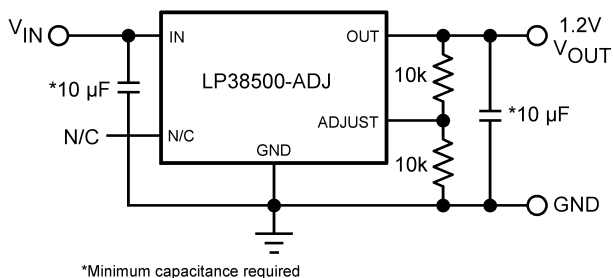 VIN
IN
OUT
1.2V
VOUT
10k
*10 µF
LP38500-ADJ
*10 µF
ADJUST
N/C
N/C
GND
10k
GND
*Minimum capacitance required